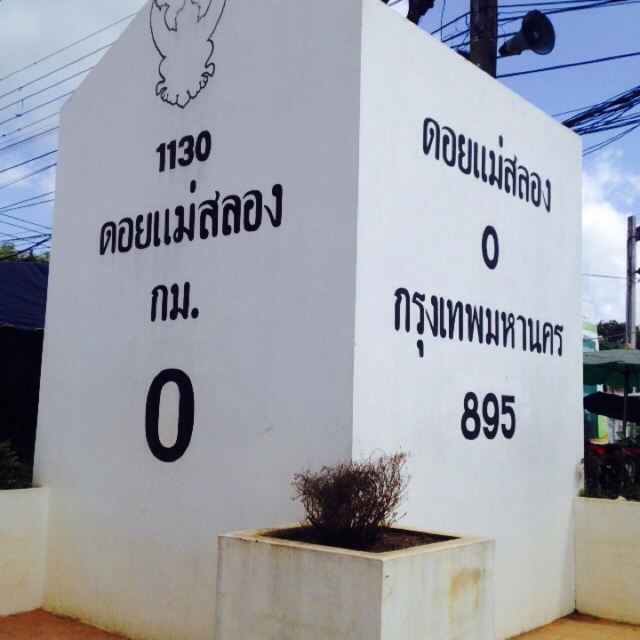 1130
ดอยแม่สลอง
กม.
0
ดอยแม่สลอง
0
กรุงเทพมหานคร
895